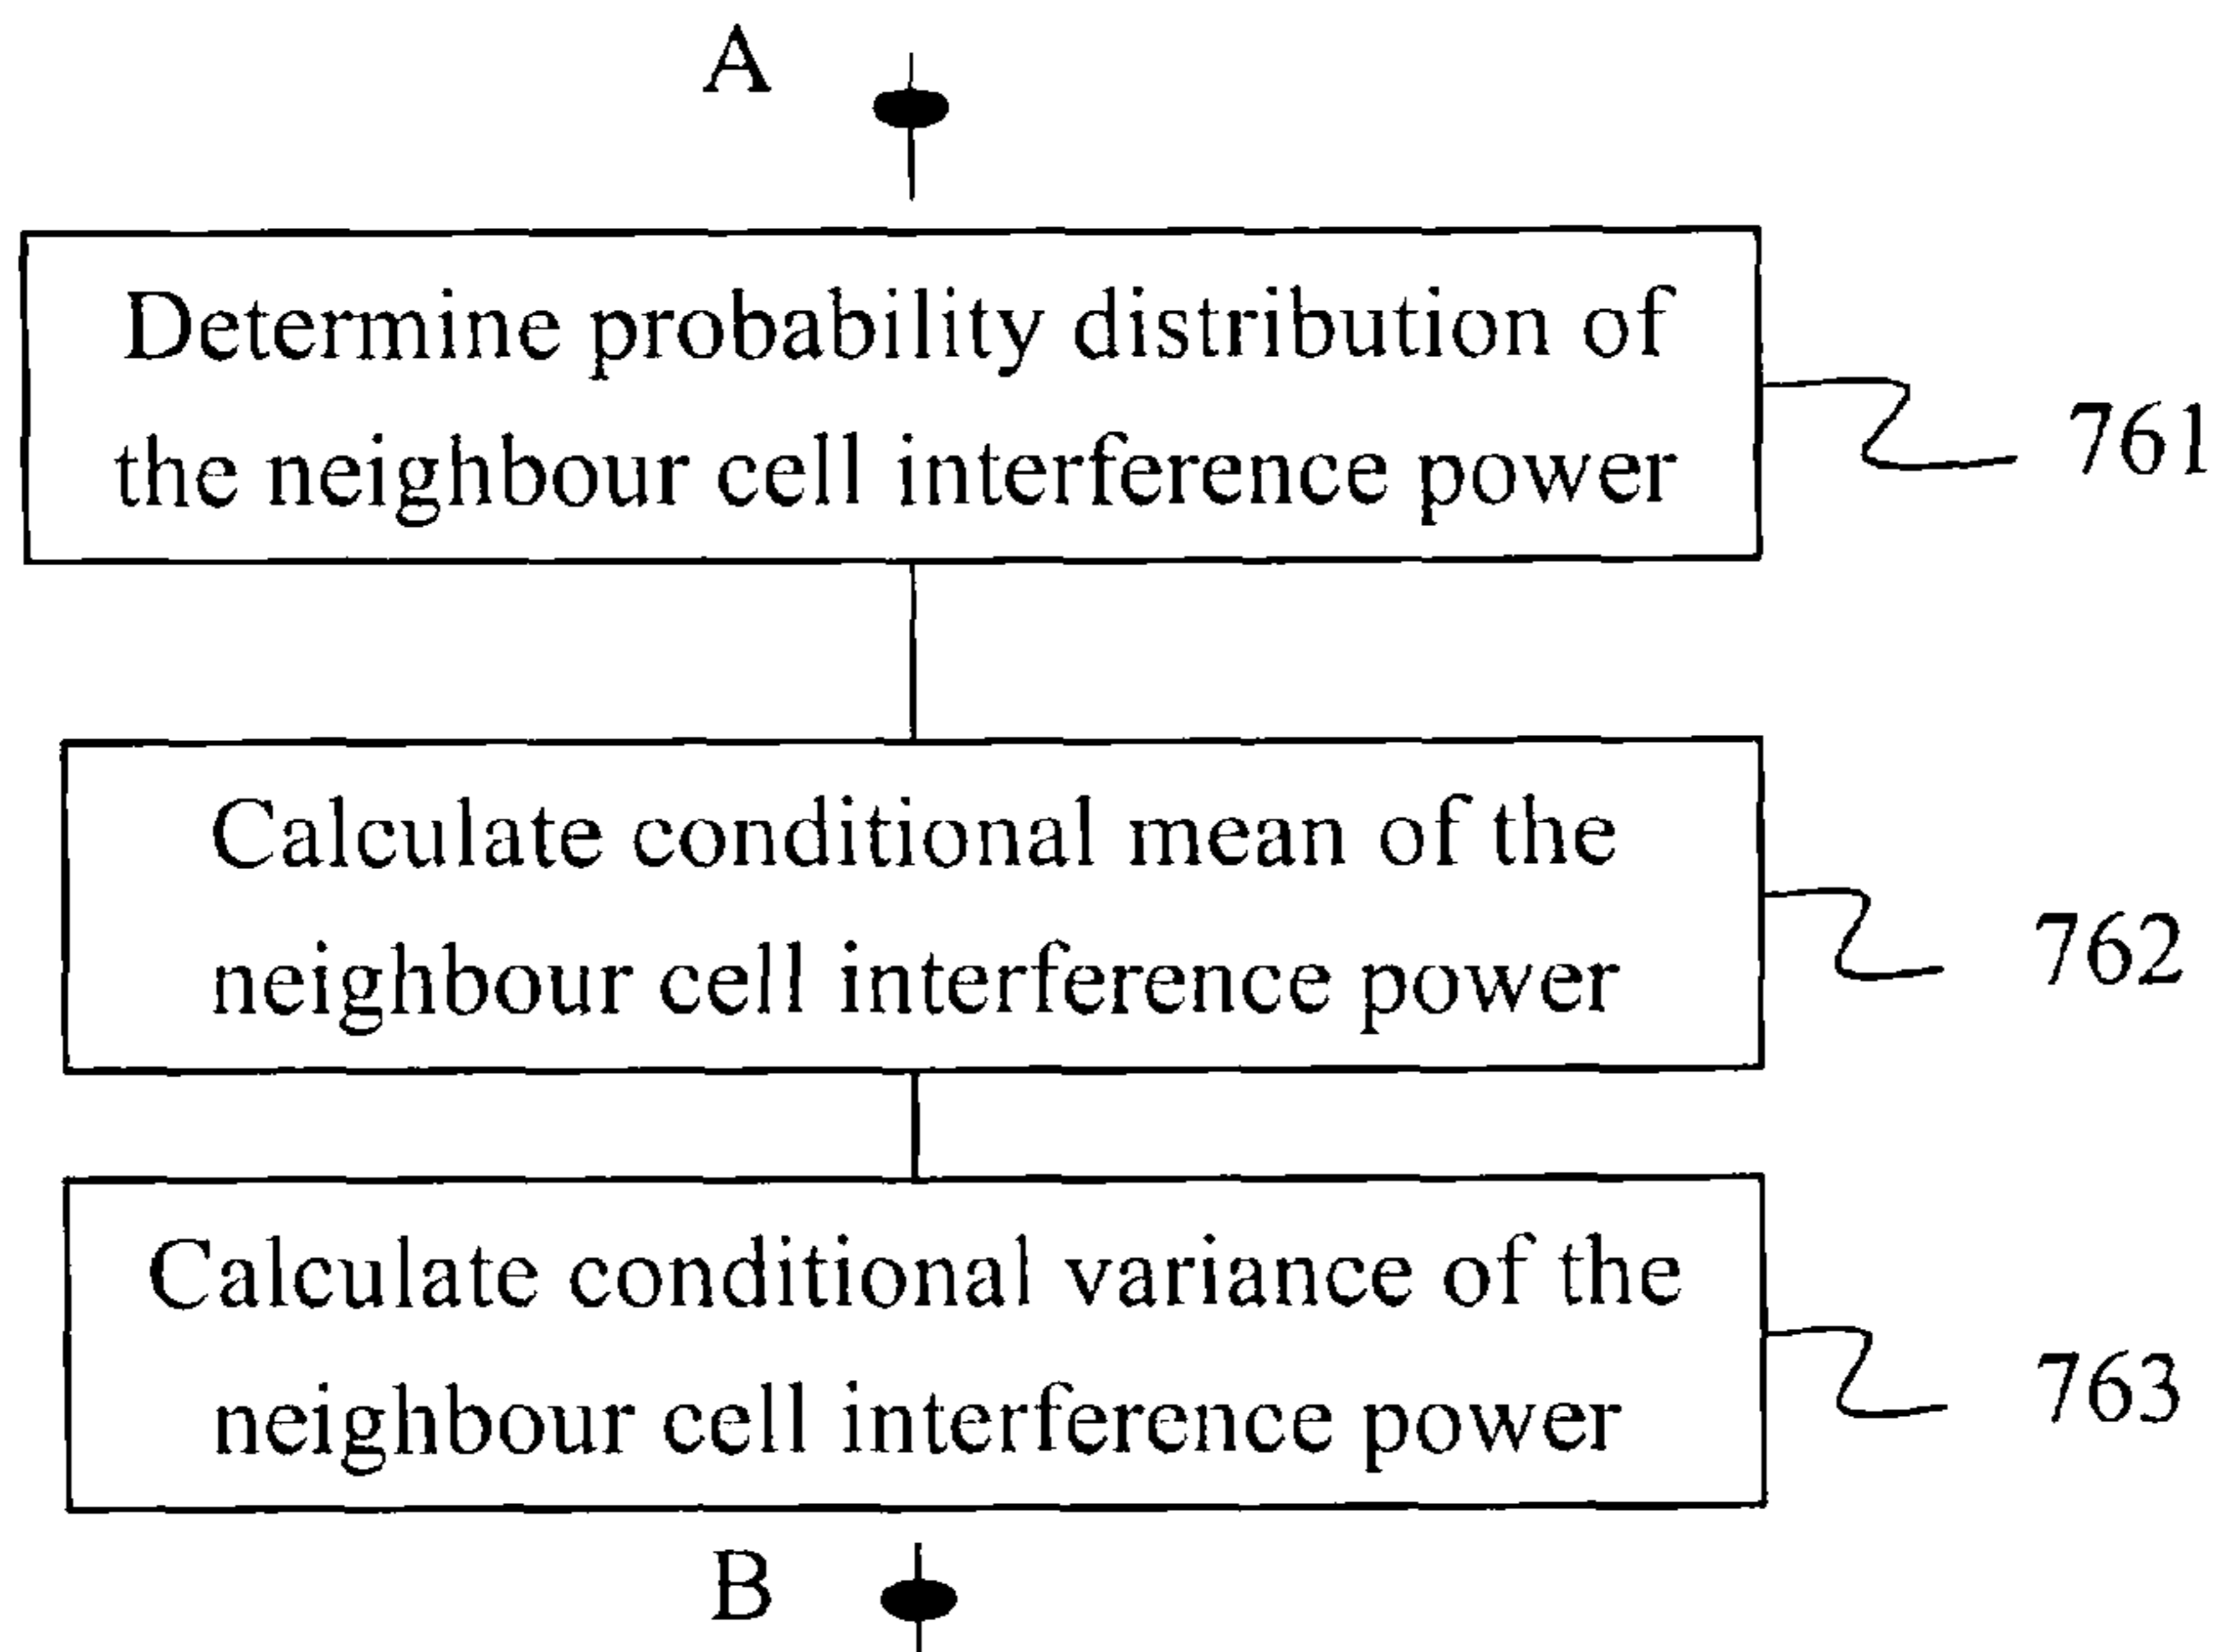 A
Determine probability distribution of
the neighbour cell interference power
761
Calculate conditional mean of the
neighbour cell interference power
762
Calculate conditional variance of the
neighbour cell interference power
763
B